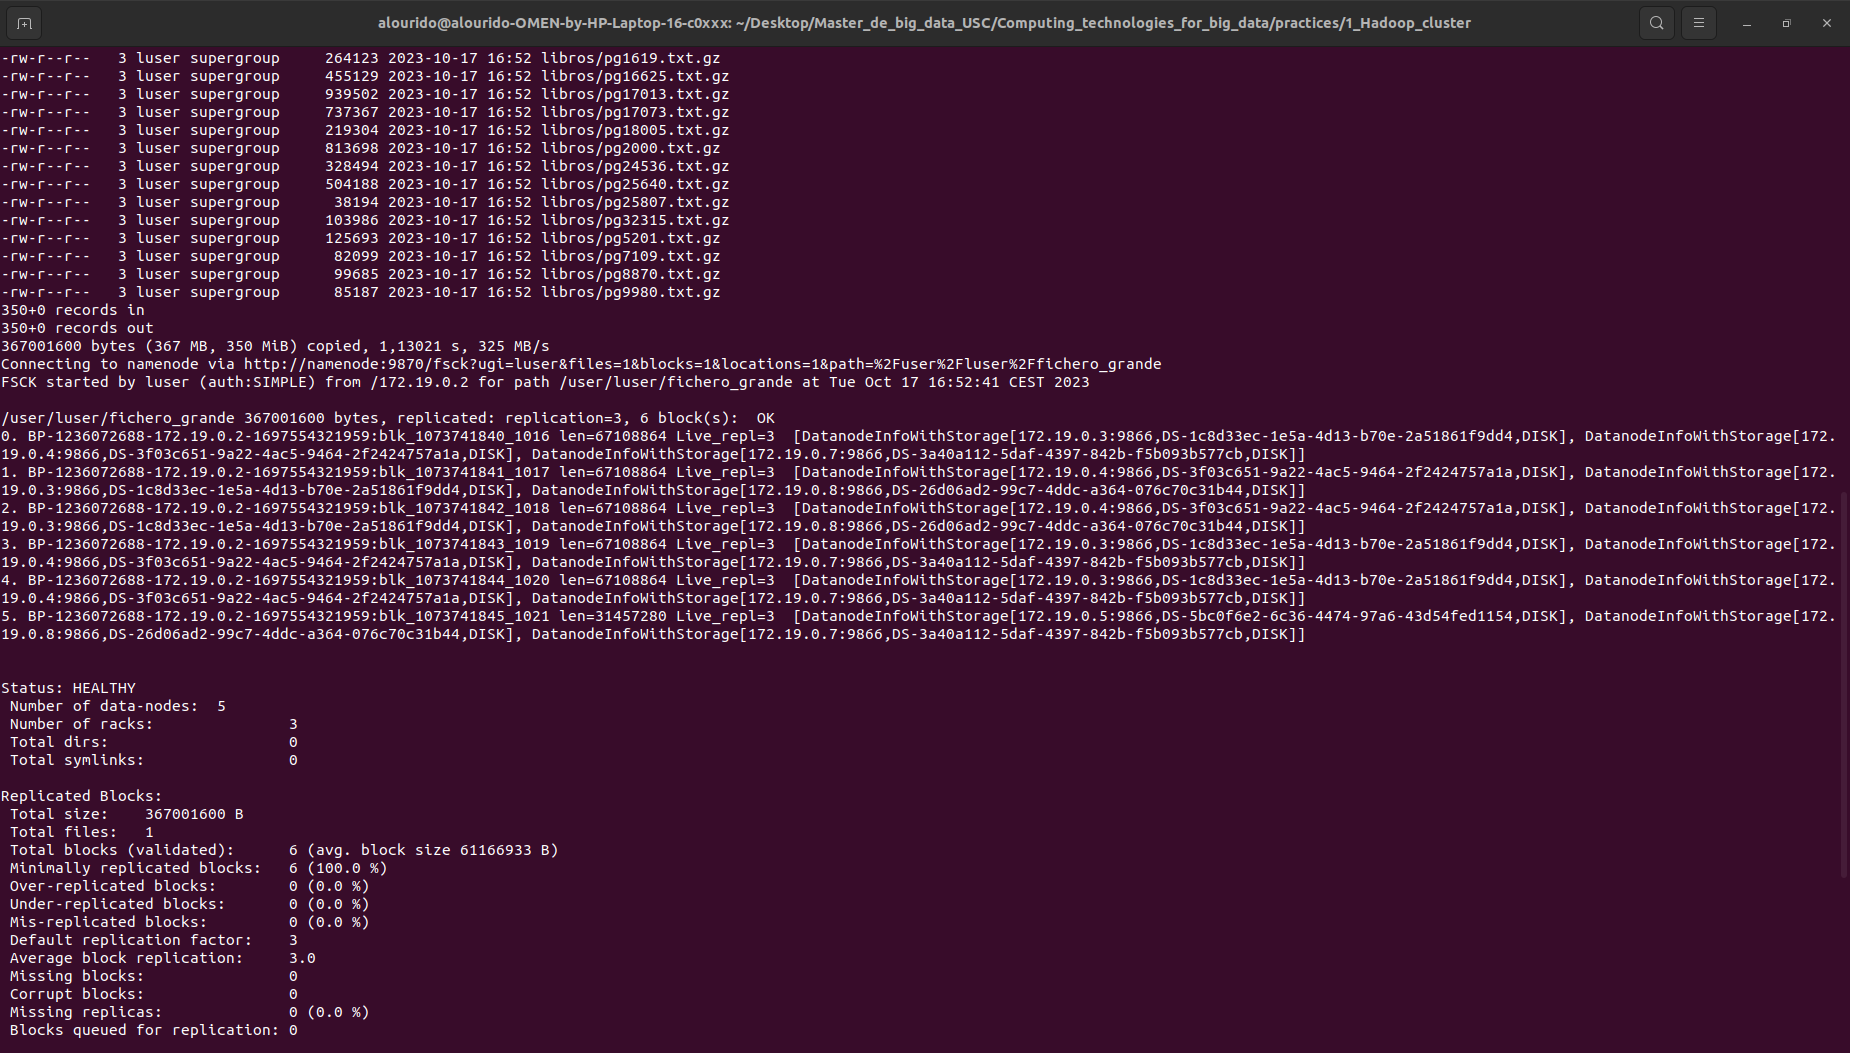 alourido@alourido-OMEN-by-HP-Laptop-16-c0xxx: ~/Desktop/Master_de_big_data_USC/Computing_technologies_for_big_data/practices/1_Hadoop_cluster
-rw-r--r--   3 luser supergroup     264123 2023-10-17 16:52 libros/pg1619.txt.gz
-rw-r--r--   3 luser supergroup     455129 2023-10-17 16:52 libros/pg16625.txt.gz
-rw-r--r--   3 luser supergroup     939502 2023-10-17 16:52 libros/pg17013.txt.gz
-rw-r--r--   3 luser supergroup     737367 2023-10-17 16:52 libros/pg17073.txt.gz
-rw-r--r--   3 luser supergroup     219304 2023-10-17 16:52 libros/pg18005.txt.gz
-rw-r--r--   3 luser supergroup     813698 2023-10-17 16:52 libros/pg2000.txt.gz
-rw-r--r--   3 luser supergroup     328494 2023-10-17 16:52 libros/pg24536.txt.gz
-rw-r--r--   3 luser supergroup     504188 2023-10-17 16:52 libros/pg25640.txt.gz
-rw-r--r--   3 luser supergroup      38194 2023-10-17 16:52 libros/pg25807.txt.gz
-rw-r--r--   3 luser supergroup     103986 2023-10-17 16:52 libros/pg32315.txt.gz
-rw-r--r--   3 luser supergroup     125693 2023-10-17 16:52 libros/pg5201.txt.gz
-rw-r--r--   3 luser supergroup      82099 2023-10-17 16:52 libros/pg7109.txt.gz
-rw-r--r--   3 luser supergroup      99685 2023-10-17 16:52 libros/pg8870.txt.gz
-rw-r--r--   3 luser supergroup      85187 2023-10-17 16:52 libros/pg9980.txt.gz
350+0 records in
350+0 records out
367001600 bytes (367 MB, 350 MiB) copied, 1,13021 s, 325 MB/s
Connecting to namenode via http://namenode:9870/fsck?ugi=luser&files=1&blocks=1&locations=1&path=%2Fuser%2Fluser%2Ffichero_grande
FSCK started by luser (auth:SIMPLE) from /172.19.0.2 for path /user/luser/fichero_grande at Tue Oct 17 16:52:41 CEST 2023
/user/luser/fichero_grande 367001600 bytes, replicated: replication=3, 6 block(s):  OK
0. BP-1236072688-172.19.0.2-1697554321959:blk_1073741840_1016 len=67108864 Live_repl=3  [DatanodeInfoWithStorage[172.19.0.3:9866,DS-1c8d33ec-1e5a-4d13-b70e-2a51861f9dd4,DISK], DatanodeInfoWithStorage[172.
19.0.4:9866,DS-3f03c651-9a22-4ac5-9464-2f2424757a1a,DISK], DatanodeInfoWithStorage[172.19.0.7:9866,DS-3a40a112-5daf-4397-842b-f5b093b577cb,DISK]]
1. BP-1236072688-172.19.0.2-1697554321959:blk_1073741841_1017 len=67108864 Live_repl=3  [DatanodeInfoWithStorage[172.19.0.4:9866,DS-3f03c651-9a22-4ac5-9464-2f2424757a1a,DISK], DatanodeInfoWithStorage[172.
19.0.3:9866,DS-1c8d33ec-1e5a-4d13-b70e-2a51861f9dd4,DISK], DatanodeInfoWithStorage[172.19.0.8:9866,DS-26d06ad2-99c7-4ddc-a364-076c70c31b44,DISK]]
2. BP-1236072688-172.19.0.2-1697554321959:blk_1073741842_1018 len=67108864 Live_repl=3  [DatanodeInfoWithStorage[172.19.0.4:9866,DS-3f03c651-9a22-4ac5-9464-2f2424757a1a,DISK], DatanodeInfoWithStorage[172.
19.0.3:9866,DS-1c8d33ec-1e5a-4d13-b70e-2a51861f9dd4,DISK], DatanodeInfoWithStorage[172.19.0.8:9866,DS-26d06ad2-99c7-4ddc-a364-076c70c31b44,DISK]]
3. BP-1236072688-172.19.0.2-1697554321959:blk_1073741843_1019 len=67108864 Live_repl=3  [DatanodeInfoWithStorage[172.19.0.3:9866,DS-1c8d33ec-1e5a-4d13-b70e-2a51861f9dd4,DISK], DatanodeInfoWithStorage[172.
19.0.4:9866,DS-3f03c651-9a22-4ac5-9464-2f2424757a1a,DISK], DatanodeInfoWithStorage[172.19.0.7:9866,DS-3a40a112-5daf-4397-842b-f5b093b577cb,DISK]]
4. BP-1236072688-172.19.0.2-1697554321959:blk_1073741844_1020 len=67108864 Live_repl=3  [DatanodeInfoWithStorage[172.19.0.3:9866,DS-1c8d33ec-1e5a-4d13-b70e-2a51861f9dd4,DISK], DatanodeInfoWithStorage[172.
19.0.4:9866,DS-3f03c651-9a22-4ac5-9464-2f2424757a1a,DISK], DatanodeInfoWithStorage[172.19.0.7:9866,DS-3a40a112-5daf-4397-842b-f5b093b577cb,DISK]]
5. BP-1236072688-172.19.0.2-1697554321959:blk_1073741845_1021 len=31457280 Live_repl=3  [DatanodeInfoWithStorage[172.19.0.5:9866,DS-5bc0f6e2-6c36-4474-97a6-43d54fed1154,DISK], DatanodeInfoWithStorage[172.
19.0.8:9866,DS-26d06ad2-99c7-4ddc-a364-076c70c31b44,DISK], DatanodeInfoWithStorage[172.19.0.7:9866,DS-3a40a112-5daf-4397-842b-f5b093b577cb,DISK]]
Status: HEALTHY
 Number of data-nodes:  5
 Number of racks:               3
 Total dirs:                    0
 Total symlinks:                0
Replicated Blocks:
 Total size:    367001600 B
 Total files:   1
 Total blocks (validated):      6 (avg. block size 61166933 B)
 Minimally replicated blocks:   6 (100.0 %)
 Over-replicated blocks:        0 (0.0 %)
 Under-replicated blocks:       0 (0.0 %)
 Mis-replicated blocks:         0 (0.0 %)
 Default replication factor:    3
 Average block replication:     3.0
 Missing blocks:                0
 Corrupt blocks:                0
 Missing replicas:              0 (0.0 %)
 Blocks queued for replication: 0